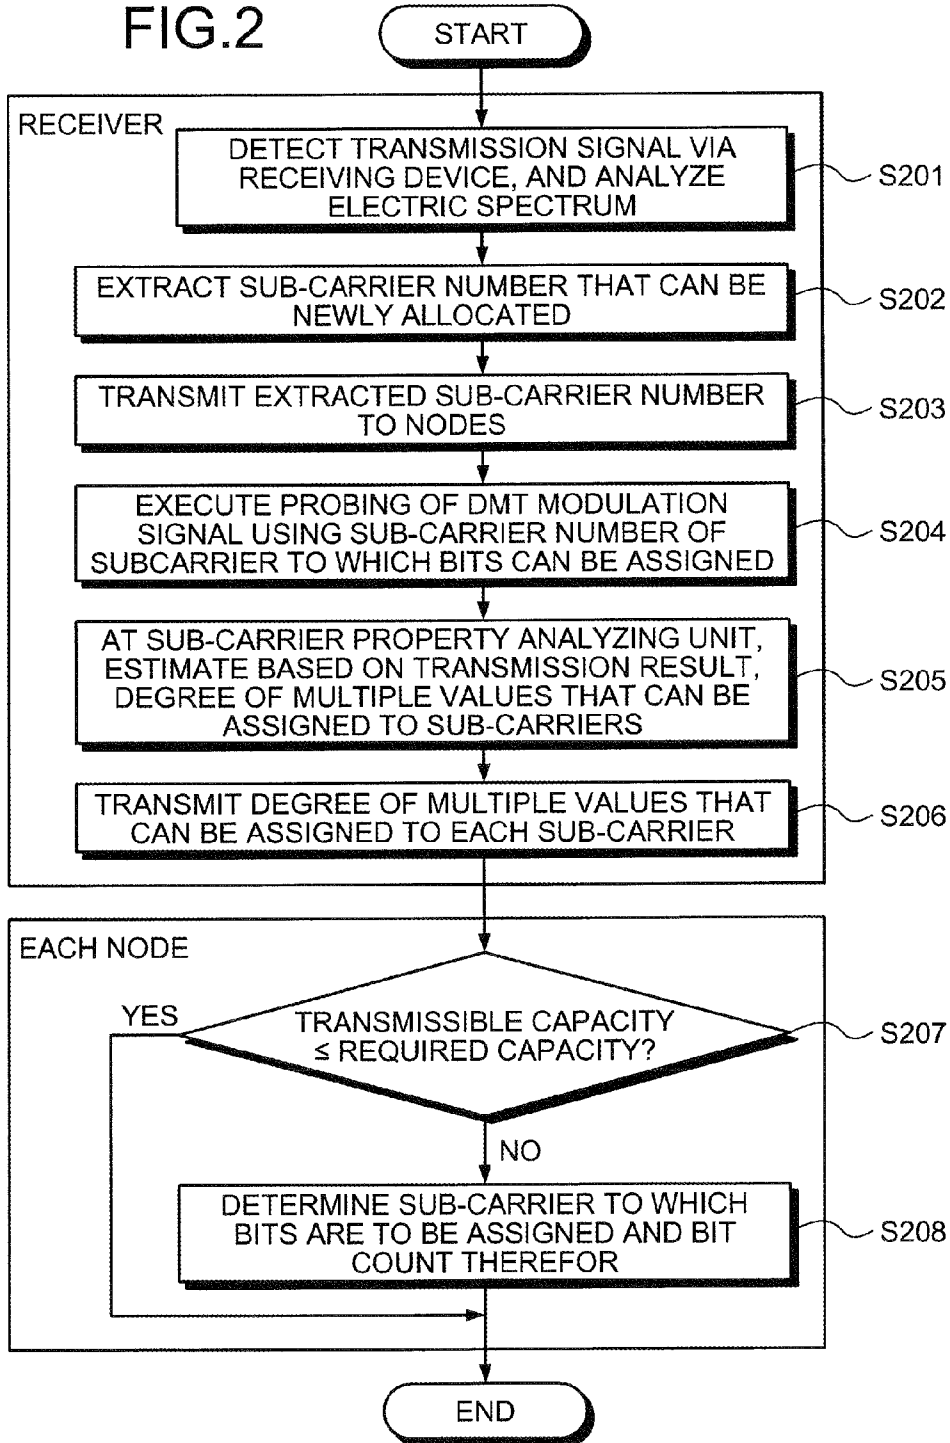 FIG.2
START
RECEIVER
DETECT TRANSMISSION SIGNAL VIA
RECEIVING DEVICE, AND ANALYZE
ELECTRIC SPECTRUM
S201
EXTRACT SUB-CARRIER NUMBER THAT CAN BE
NEWLY ALLOCATED
S202
TRANSMIT EXTRACTED SUB-CARRIER NUMBER
TO NODES
S203
EXECUTE PROBING OF DMT MODULATION
SIGNAL USING SUB-CARRIER NUMBER OF
SUBCARRIER TO WHICH BITS CAN BE ASSIGNED
S204
AT SUB-CARRIER PROPERTY ANALYZING UNIT,
ESTIMATE BASED ON TRANSMISSION RESULT,
DEGREE OF MULTIPLE VALUES THAT CAN BE
ASSIGNED TO SUB-CARRIERS
S205
TRANSMIT DEGREE OF MULTIPLE VALUES THAT
CAN BE ASSIGNED TO EACH SUB-CARRIER
S206
EACH NODE
YES
TRANSMISSIBLE CAPACITY
≤ REQUIRED CAPACITY?
S207
NO
DETERMINE SUB-CARRIER TO WHICH
BITS ARE TO BE ASSIGNED AND BIT
COUNT THEREFOR
S208
END